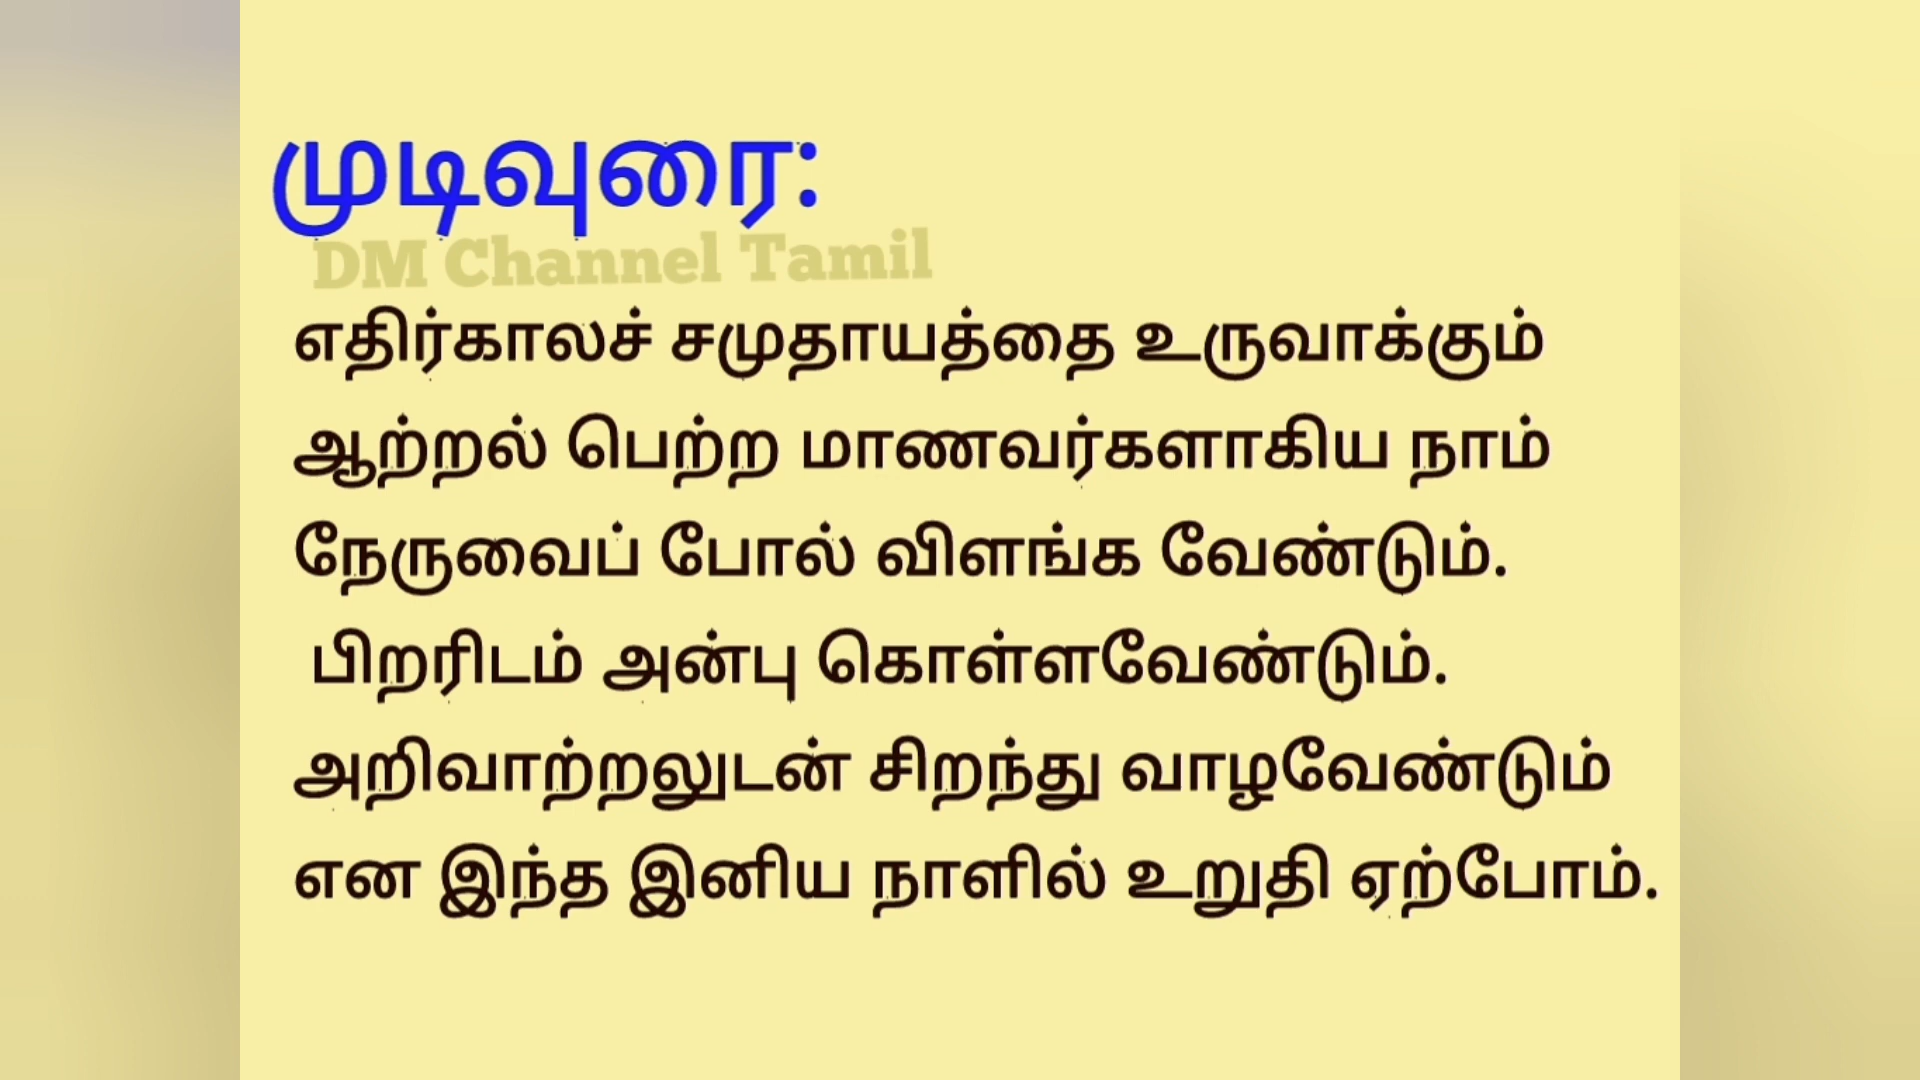 முடிவுரை:
DM Channel Tamil
எதிர்காலச் சமுதாயத்தை உருவாக்கும்
ஆற்றல் பெற்ற மாணவர்களாகிய நாம்
நேருவைப் போல் விளங்க வேண்டும்.
பிறரிடம் அன்பு கொள்ளவேண்டும்.
அறிவாற்றலுடன் சிறந்து வாழவேண்டும்
என இந்த இனிய நாளில் உறுதி ஏற்போம்.